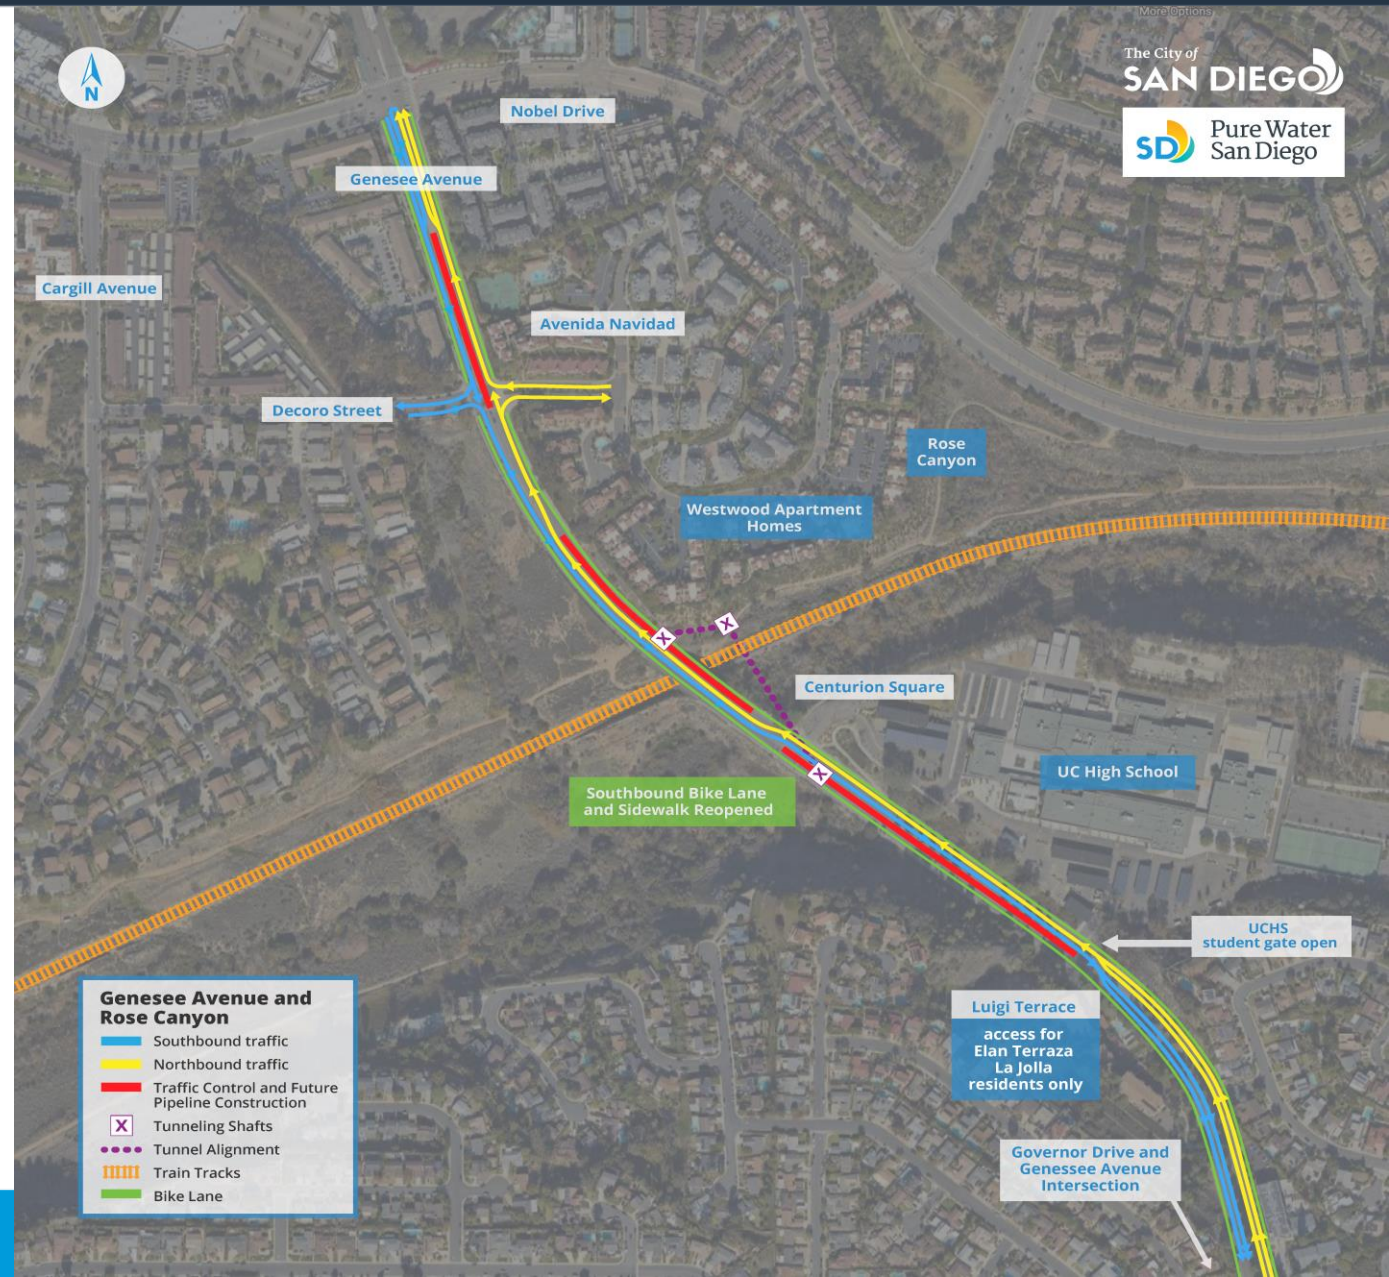 More Options
The City of
SAN DIEGO
SD
Pure Water
San Diego
N
Nobel Drive
Genesee Avenue
Cargill Avenue
Avenida Navidad
Decoro Street
Rose
Canyon
Westwood Apartment
Homes
X
X
Centurion Square
X
UC High School
Southbound Bike Lane
and Sidewalk Reopened
UCHS
student gate open
Luigi Terrace
access for
Elan Terraza
La Jolla
residents only
Governor Drive and
Genessee Avenue
Intersection
Genesee Avenue and
Rose Canyon
Southbound traffic
Northbound traffic
Traffic Control and Future
Pipeline Construction
X
Tunneling Shafts
Tunnel Alignment
Train Tracks
Bike Lane